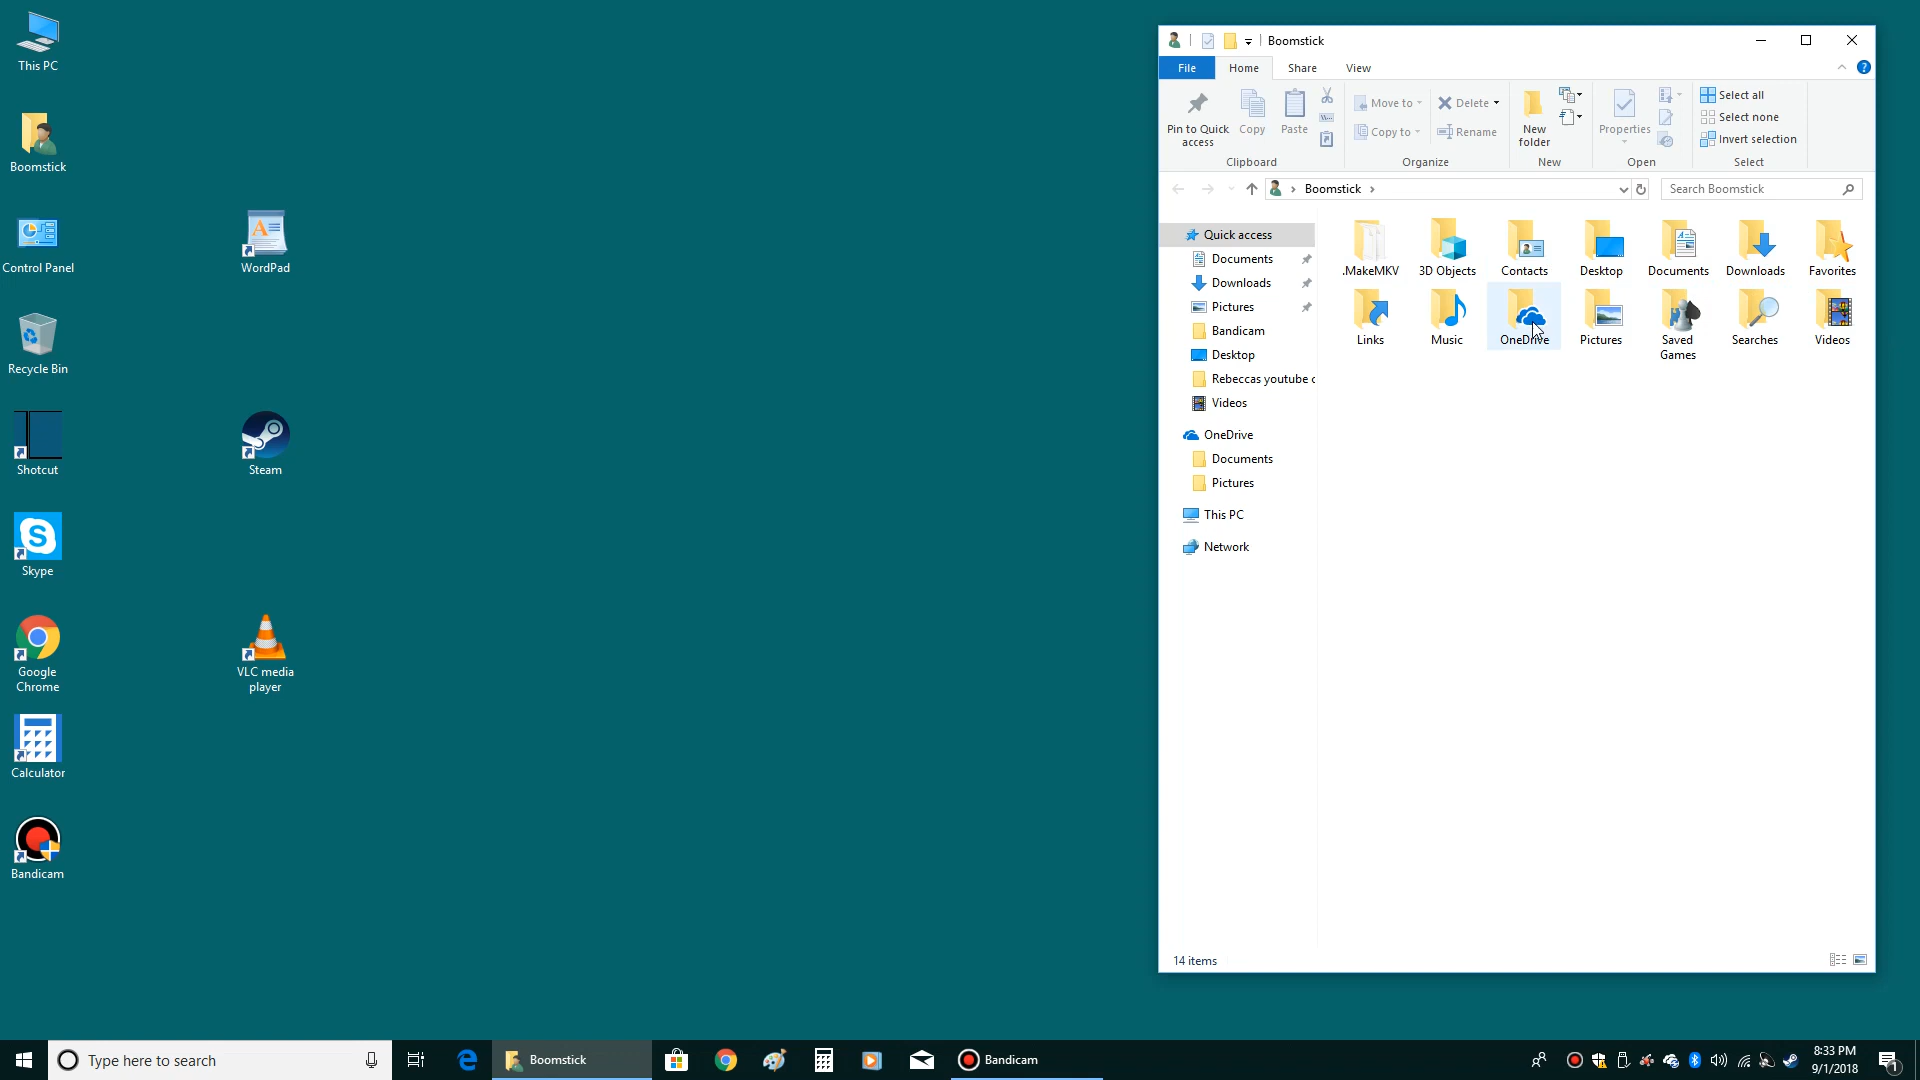 This PC
Boomstick
Control Panel
Recycle Bin
Shotcut
Skype
Google
Chrome
Calculator
Bandicam
WordPad
Steam
VLC media
player
Boomstick
File Home Share View
Pin to Quick
access
Copy
Paste
Move to
Copy to
Delete
Rename
New
folder
Properties
Select all
Select none
Invert selection
Clipboard Organize New Open Select
Boomstick
Search Boomstick
Quick access
Documents
Downloads
Pictures
Bandicam
Desktop
Rebeccas youtube c
Videos
OneDrive
Documents
Pictures
This PC
Network
.MakeMKV 3D Objects Contacts Desktop Documents Downloads Favorites
Links Music OneDrive Pictures Saved Games Searches Videos
14 items
Type here to search
Boomstick
Bandicam
8:33 PM
9/1/2018
1